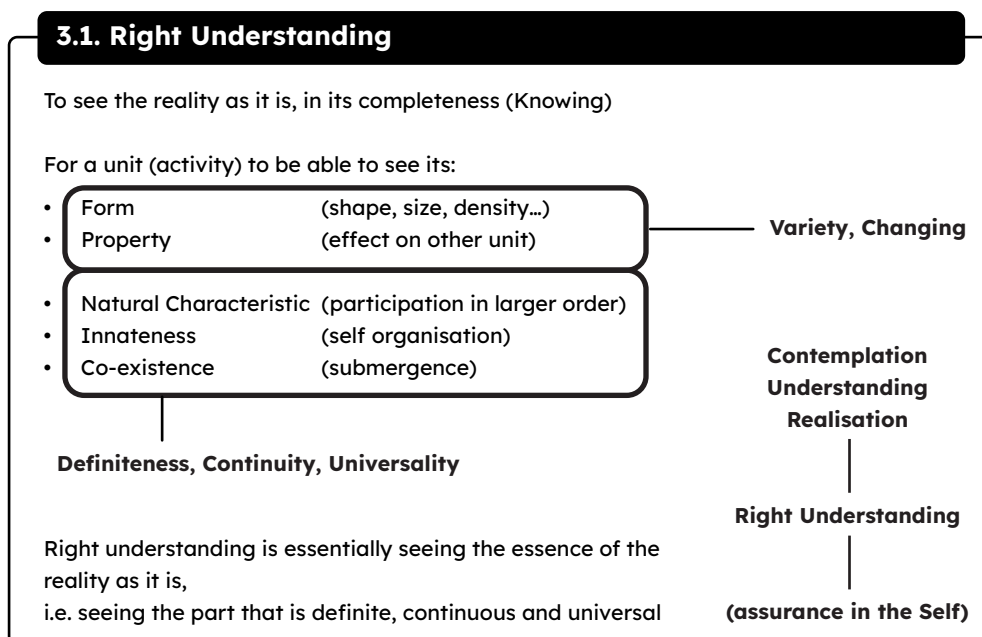 3.1. Right Understanding
To see the reality as it is, in its completeness (Knowing)
For a unit (activity) to be able to see its:
• Form (shape, size, density...)
• Property (effect on other unit)
Variety, Changing
• Natural Characteristic (participation in larger order)
• Innateness (self organisation)
• Co-existence (submergence)
Definiteness, Continuity, Universality
Contemplation
Understanding
Realisation
Right Understanding
(assurance in the Self)
Right understanding is essentially seeing the essence of the
reality as it is,
i.e. seeing the part that is definite, continuous and universal